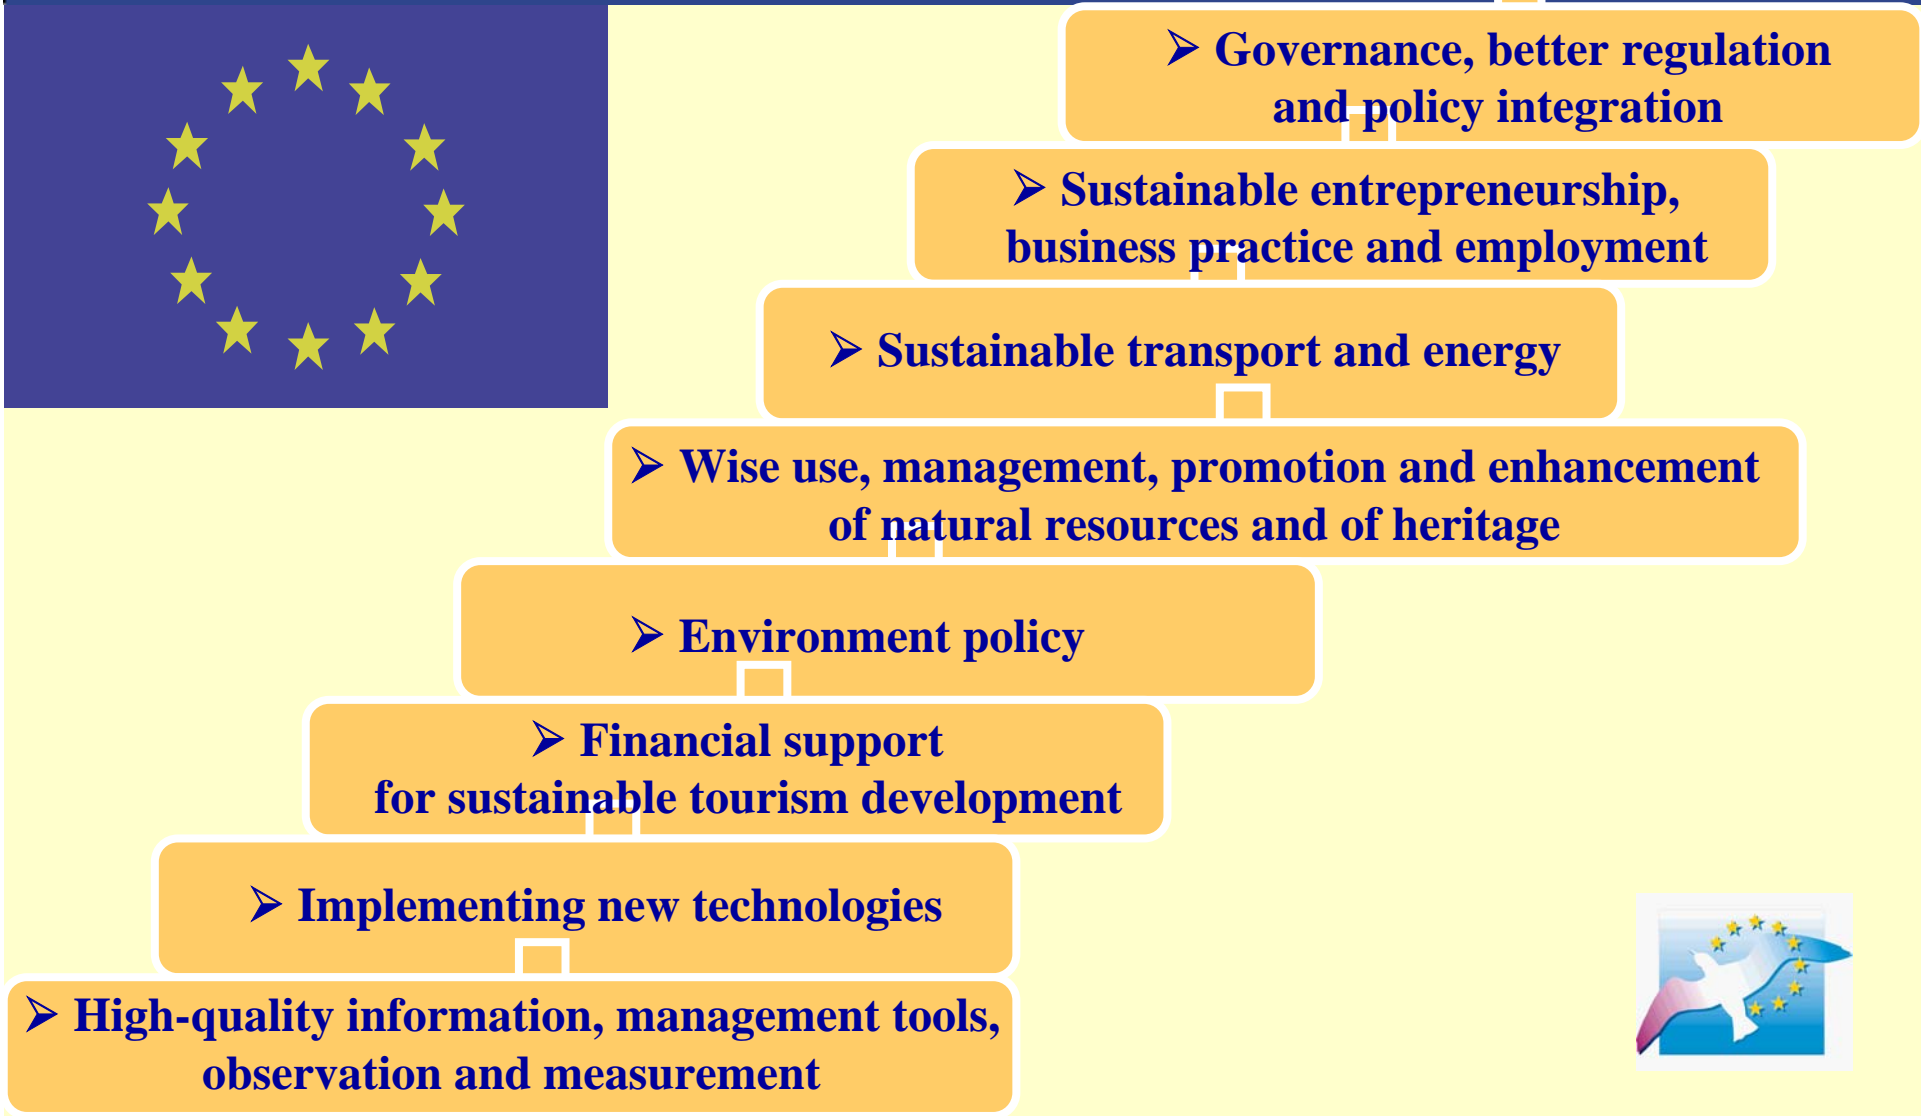 ➢ Governance, better regulation
and policy integration
➢ Sustainable entrepreneurship,
business practice and employment
➢ Sustainable transport and energy
➢ Wise use, management, promotion and enhancement
of natural resources and of heritage
➢ Environment policy
➢ Financial support
for sustainable tourism development
➢ Implementing new technologies
➢ High-quality information, management tools,
observation and measurement